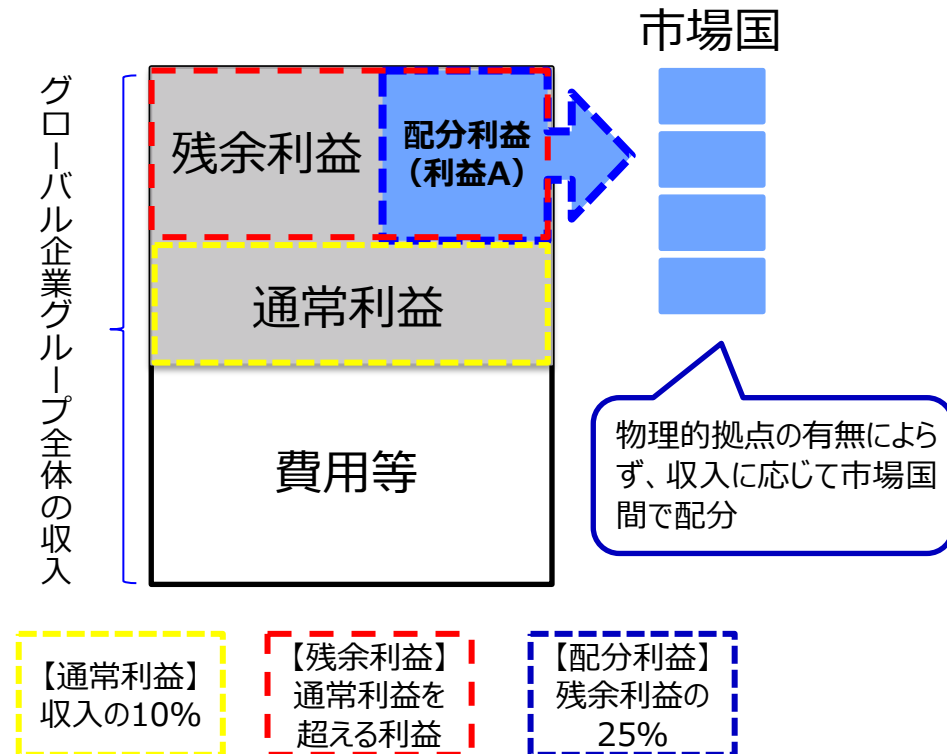 市場国
グローバル企業グループ全体の収入
残余利益
配分利益
（利益A）
通常利益
費用等
物理的拠点の有無によら
ず、収入に応じて市場国
間で配分
【通常利益】
収入の10%
【残余利益】
通常利益を
超える利益
【配分利益】
残余利益の
25%